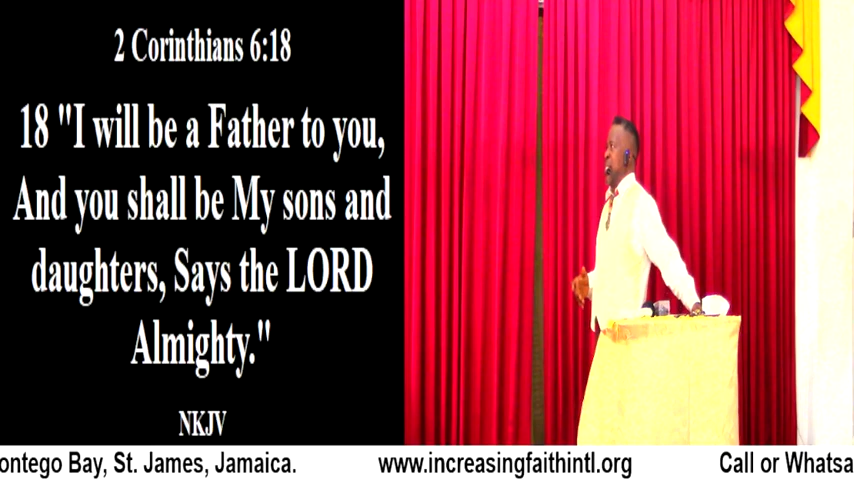 2 Corinthians 6:18
18 "I will be a Father to you,
And you shall be My sons and
daughters, Says the LORD
Almighty."
NKJV
ontego Bay, St. James, Jamaica. www.increasingfaithintl.org Call or Whatsa